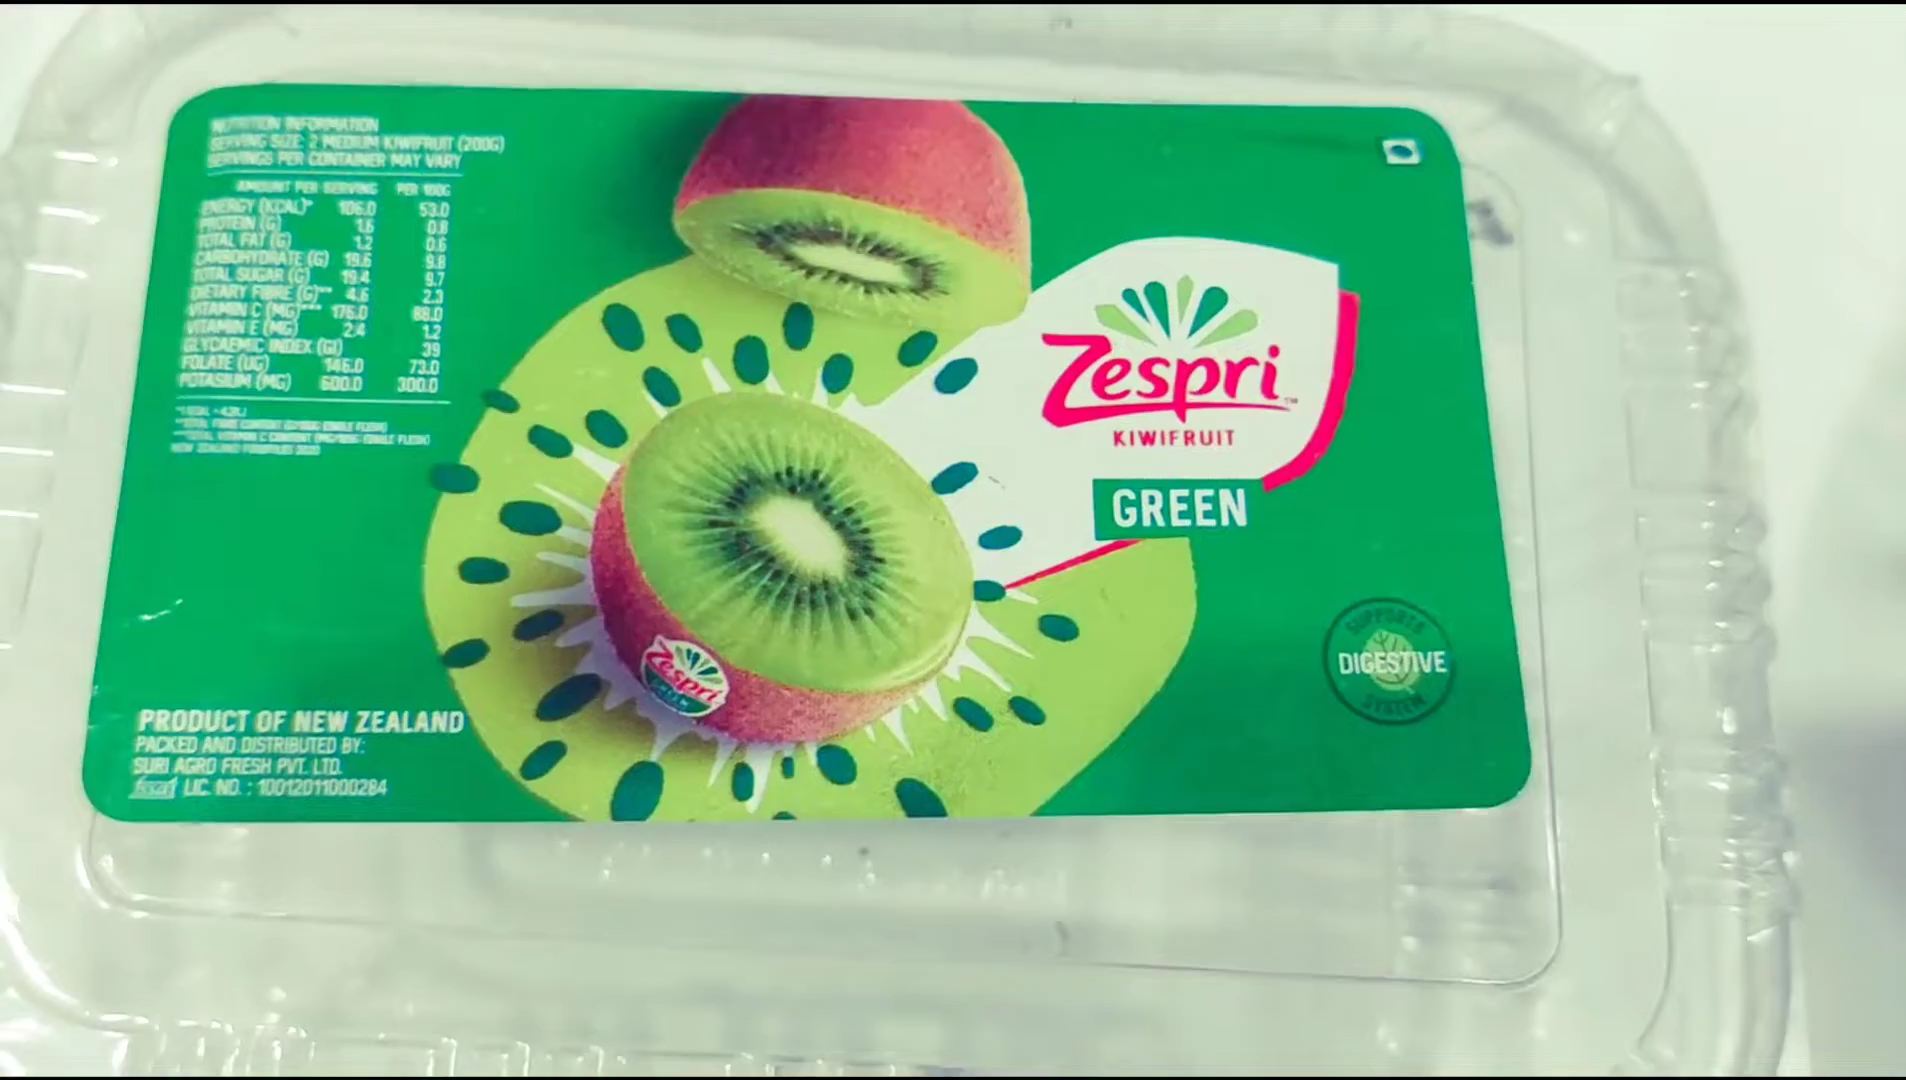 NUTRITION INFORMATION
SERVING SIZE: 2 MEDIUM KIWIFRUIT (200G)
SERVINGS PER CONTAINER MAY VARY
AMOUNT PER SERVING PER 100G
ENERGY (KCAL)* 106.0 53.0
PROTEIN (G) 1.6 0.8
TOTAL FAT (G) 1.2 0.6
CARBOHYDRATE (G) 19.6 9.8
TOTAL SUGAR (G) 19.4 9.7
DIETARY FIBRE (G)** 4.6 2.3
VITAMIN C (MG)*** 176.0 88.0
VITAMIN E (MG) 2.4 1.2
GLYCAEMIC INDEX (GI) 39
FOLATE (UG) 146.0 73.0
POTASIUM (MG) 600.0 300.0
Zespri™
KIWIFRUIT
GREEN
Zespri
GREEN
SUPPORTS
DIGESTIVE
SYSTEM
PRODUCT OF NEW ZEALAND
PACKED AND DISTRIBUTED BY:
SURI AGRO FRESH PVT. LTD.
fssai LIC. NO. : 10012011000284